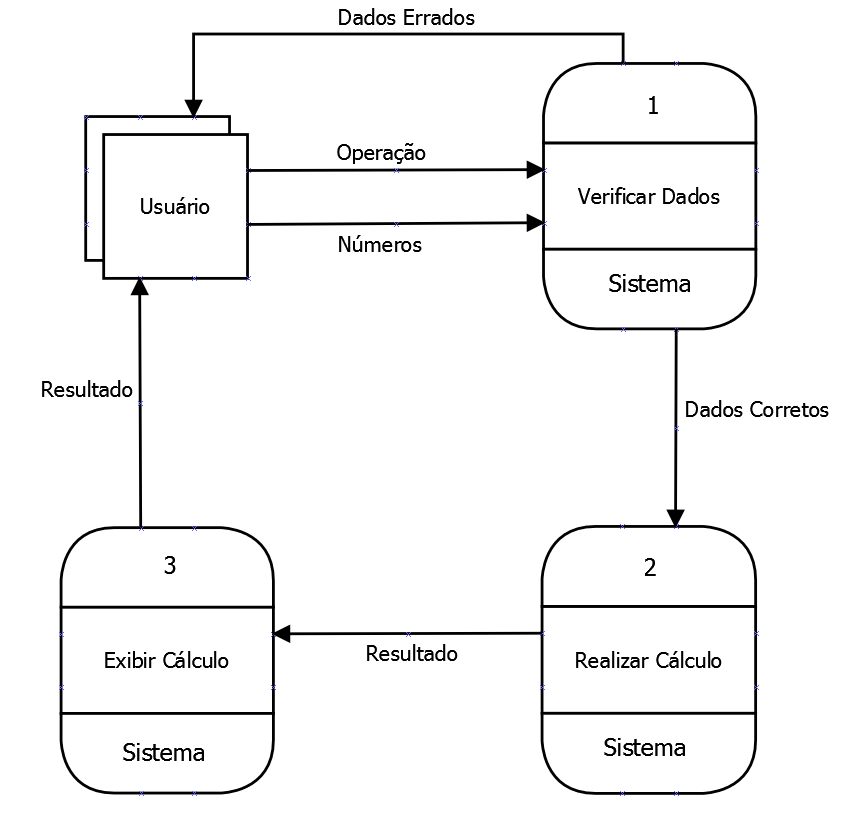 Dados Errados
1
Operação
Usuário
Verificar Dados
Números
Sistema
Resultado
Dados Corretos
3
2
Exibir Cálculo
Resultado
Realizar Cálculo
Sistema
Sistema